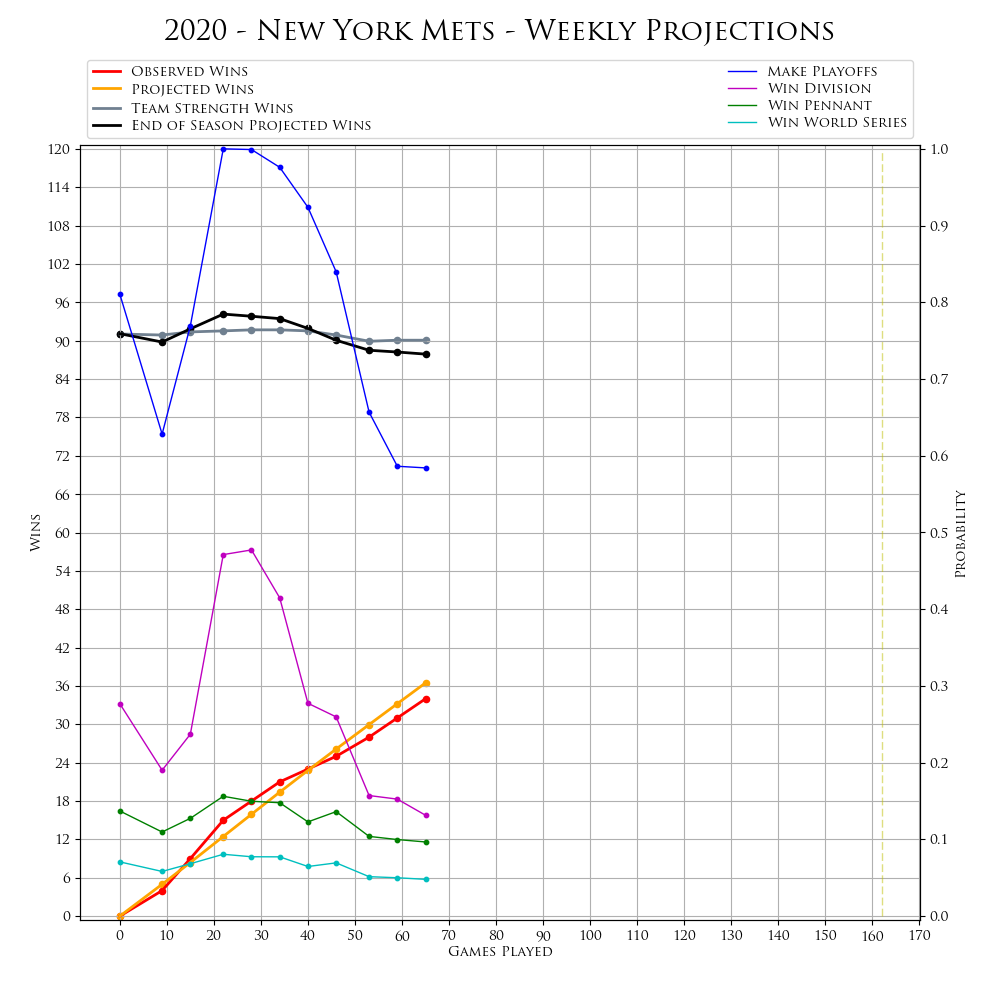 2020 - New York Mets - Weekly Projections
Observed Wins
Projected Wins
Team Strength Wins
End of Season Projected Wins
Make Playoffs
Win Division
Win Pennant
Win World Series
120
114
108
102
96
90
84
78
72
66
60
54
48
42
36
30
24
18
12
6
0
Wins
1.0
0.9
0.8
0.7
0.6
0.5
0.4
0.3
0.2
0.1
0.0
Probability
0 10 20 30 40 50 60 70 80 90 100 110 120 130 140 150 160 170
Games Played